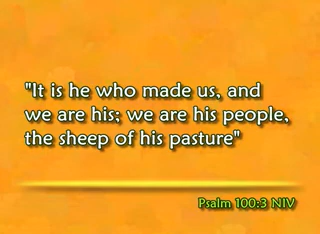 "It is he who made us, and
we are his; we are his people,
the sheep of his pasture"
Psalm 100:3 NIV